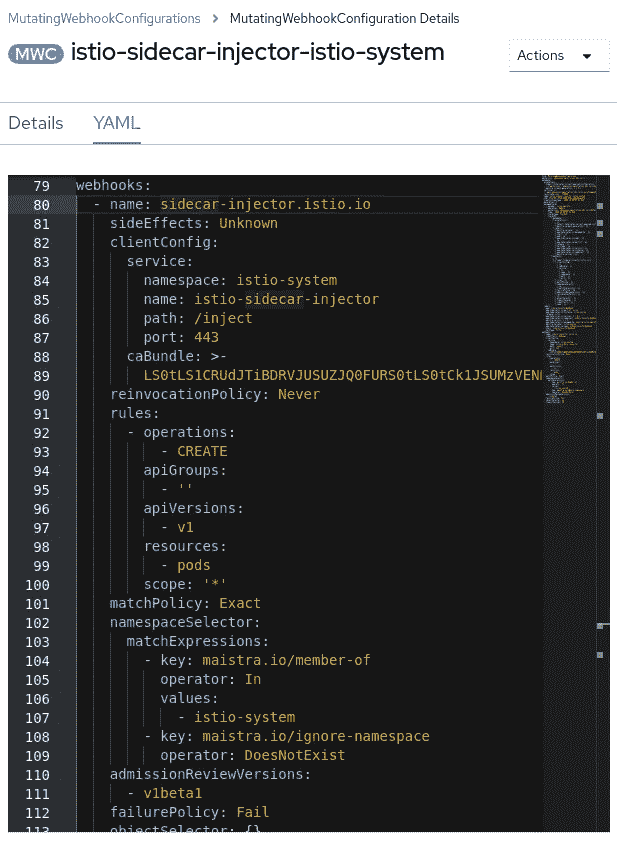 MutatingWebhookConfigurations > MutatingWebhookConfiguration Details
MWC istio-sidecar-injector-istio-system
Actions
Details YAML
79 webhooks:
80 - name: sidecar-injector.istio.io
81 sideEffects: Unknown
82 clientConfig:
83 service:
84 namespace: istio-system
85 name: istio-sidecar-injector
86 path: /inject
87 port: 443
88 caBundle: >-
89 LS0tLS1CRUdJTiBDRVJUSUZJQ0FURS0tLS0tCk1JSUMzVEN
90 reinvocationPolicy: Never
91 rules:
92 - operations:
93 - CREATE
94 apiGroups:
95 - ''
96 apiVersions:
97 - v1
98 resources:
99 - pods
100 scope: '*'
101 matchPolicy: Exact
102 namespaceSelector:
103 matchExpressions:
104 - key: maistra.io/member-of
105 operator: In
106 values:
107 - istio-system
108 - key: maistra.io/ignore-namespace
109 operator: DoesNotExist
110 admissionReviewVersions:
111 - v1beta1
112 failurePolicy: Fail
113 objectSelector: {}